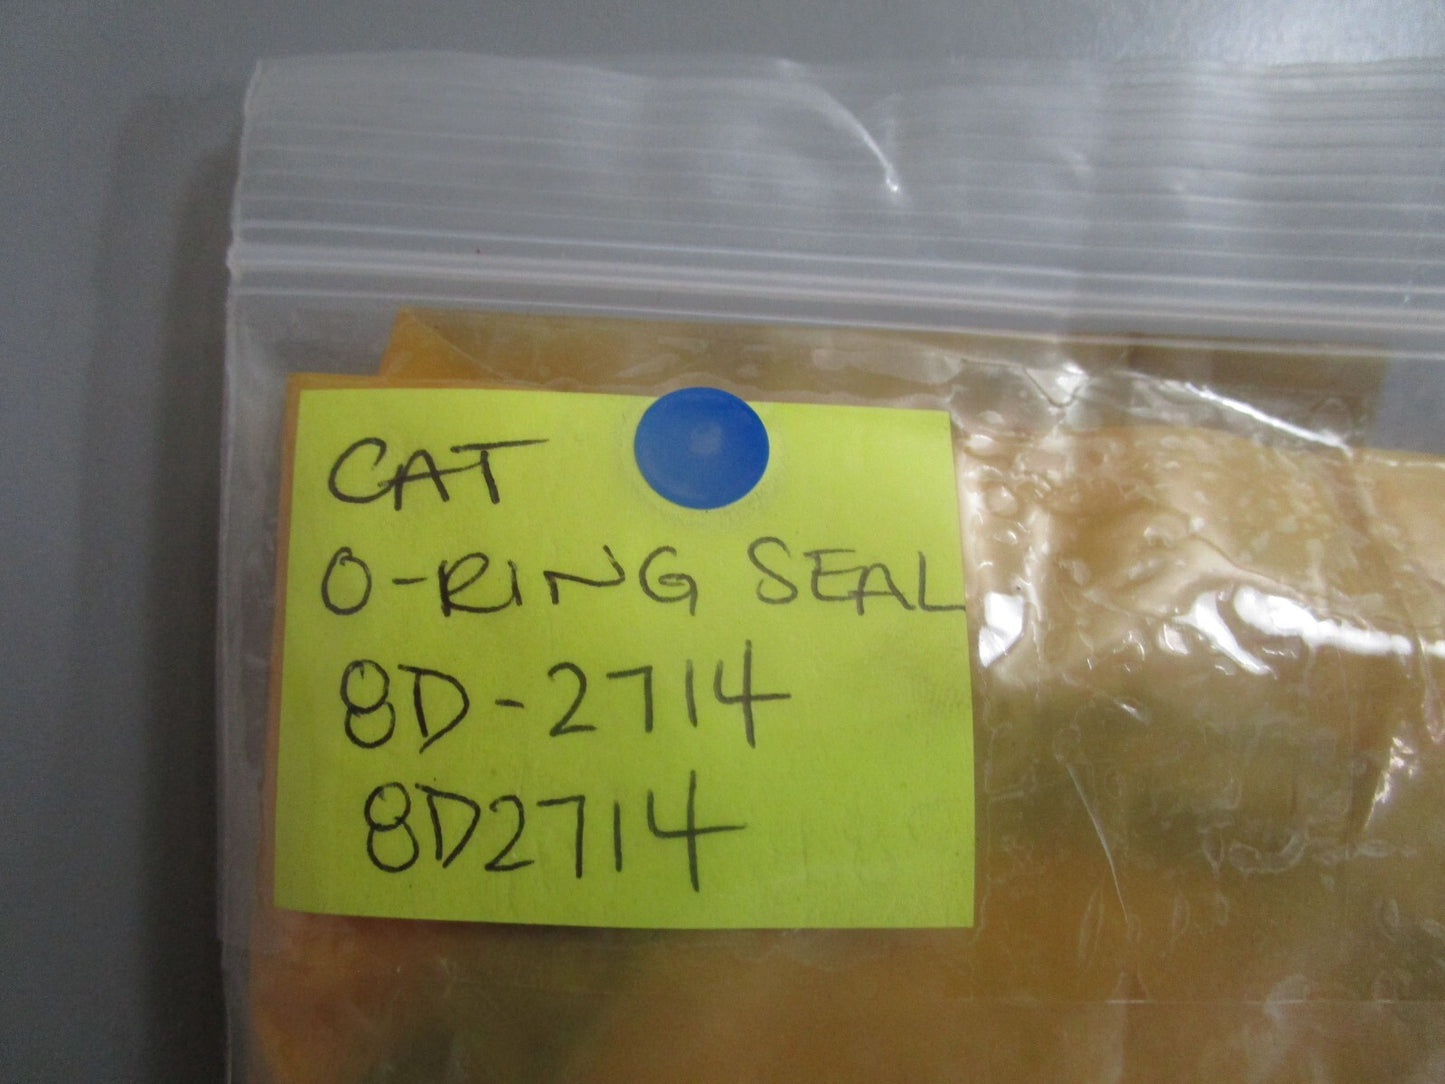 CAT
O-RING SEAL
8D-2714
8D2714